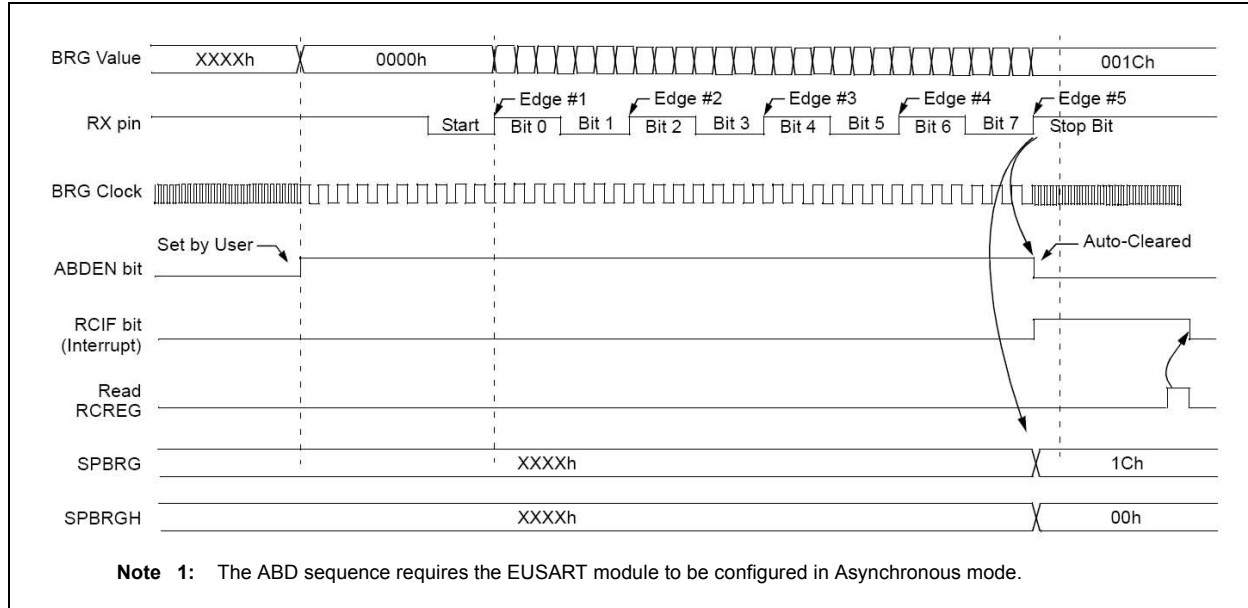 BRG Value XXXXh 0000h 001Ch
Edge #1 Edge #2 Edge #3 Edge #4 Edge #5
RX pin Start Bit 0 Bit 1 Bit 2 Bit 3 Bit 4 Bit 5 Bit 6 Bit 7 Stop Bit
BRG Clock
Set by User Auto-Cleared
ABDEN bit
RCIF bit
(Interrupt)
Read
RCREG
SPBRG XXXXh 1Ch
SPBRGH XXXXh 00h
Note 1: The ABD sequence requires the EUSART module to be configured in Asynchronous mode.